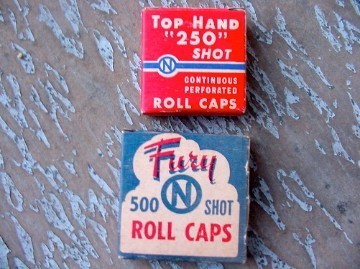 TOP HAND
"250"
SHOT
N
CONTINUOUS
PERFORATED
ROLL CAPS
Fury
500 N SHOT
ROLL CAPS